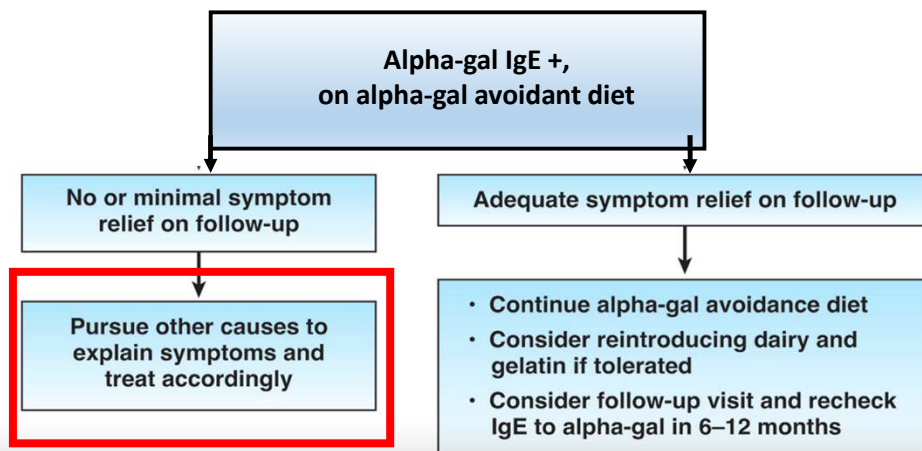 Alpha-gal IgE +,
on alpha-gal avoidant diet
No or minimal symptom
relief on follow-up
Adequate symptom relief on follow-up
Pursue other causes to
explain symptoms and
treat accordingly
• Continue alpha-gal avoidance diet
• Consider reintroducing dairy and
gelatin if tolerated
• Consider follow-up visit and recheck
IgE to alpha-gal in 6–12 months